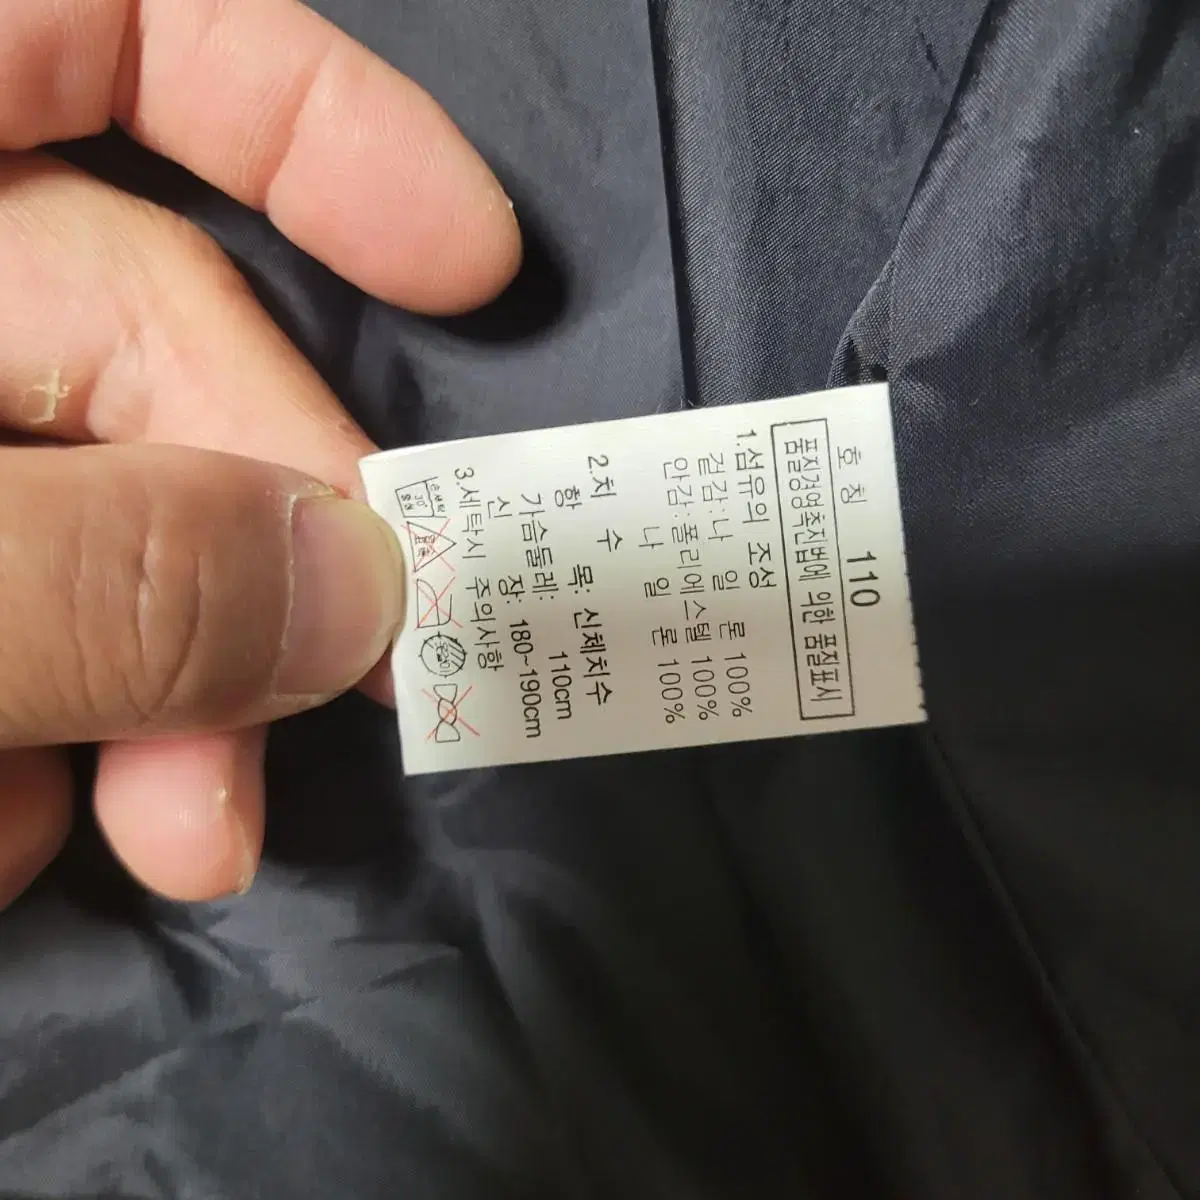 호 칭 110
품질경영촉진법에 의한 품질표시
1.섬유의 조성
겉감:나 일 론 100%
안감:폴리에스텔 100%
나 일 론 100%
2.치 수
항 목: 신체치수
가슴둘레: 110cm
신 장: 180~190cm
3.세탁시 주의사항